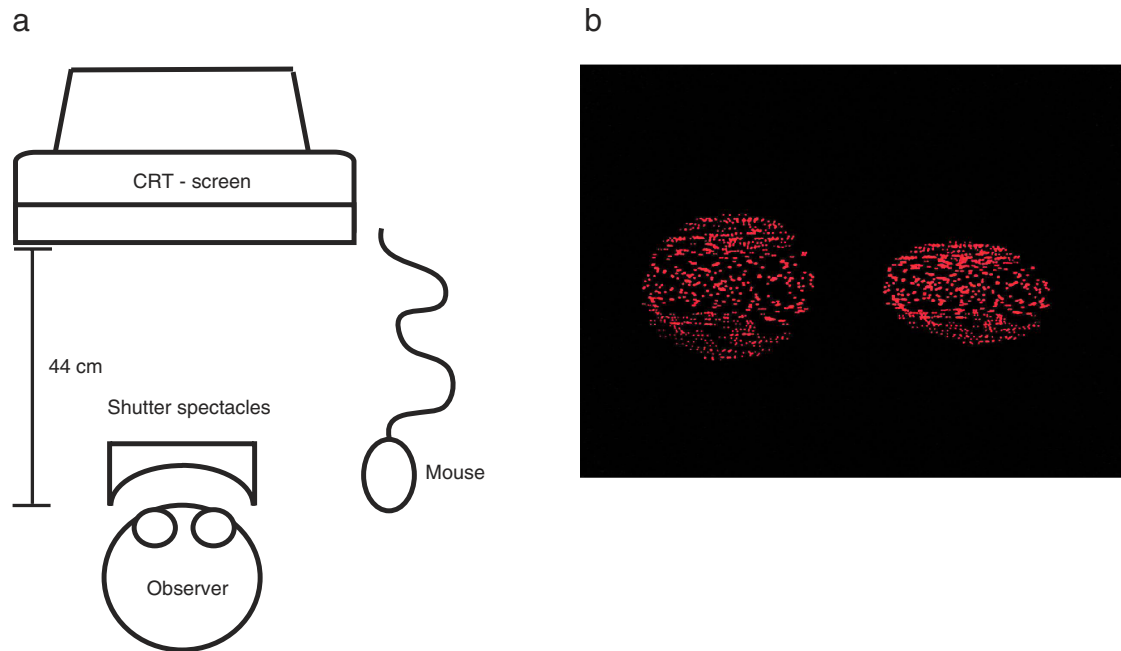 a
b
CRT - screen
44 cm
Shutter spectacles
Mouse
Observer